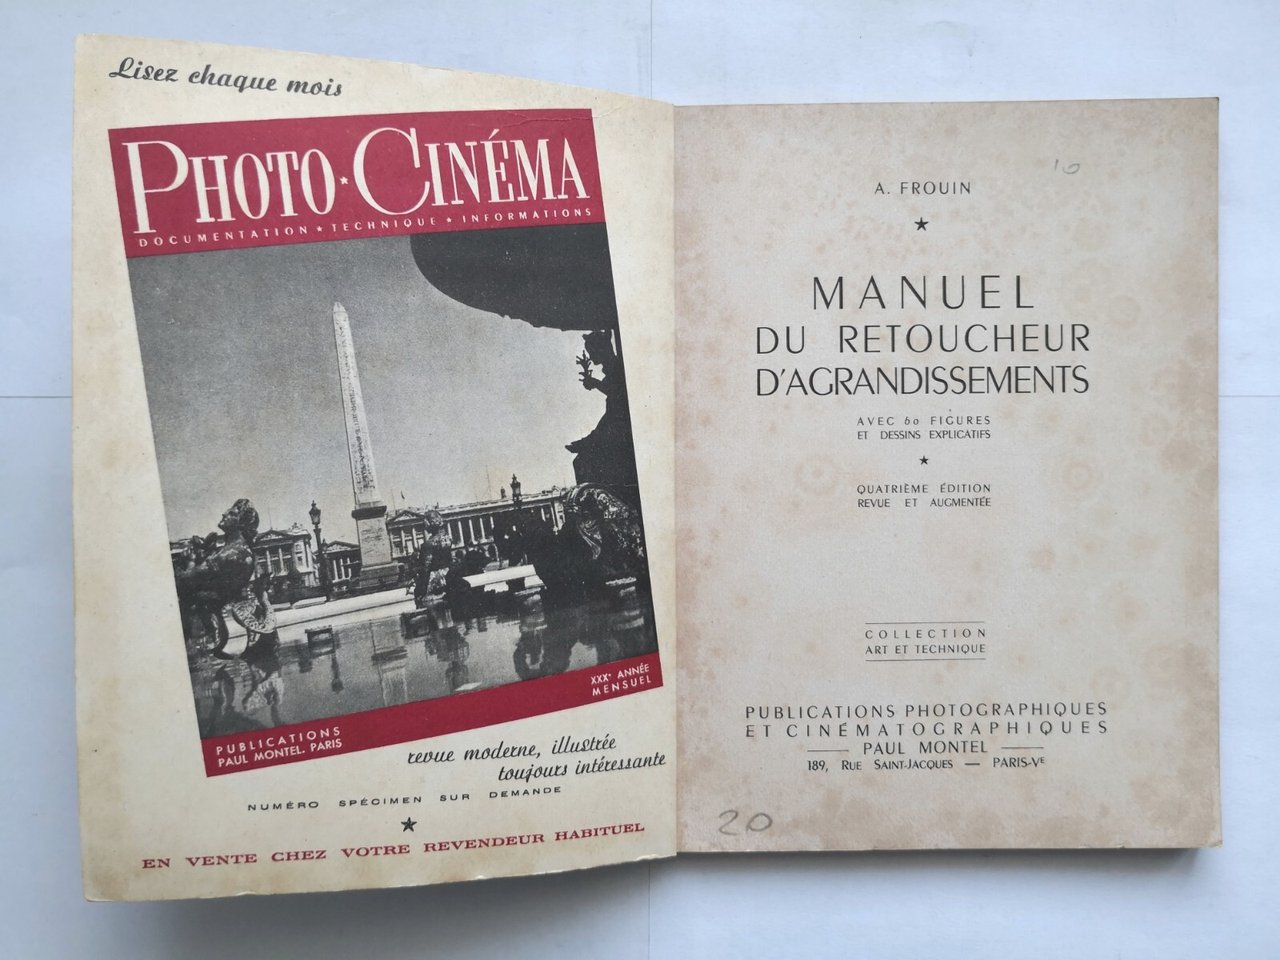 Lisez chaque mois
PHOTO ★ CINÉMA
DOCUMENTATION ★ TECHNIQUE ★ INFORMATIONS
XXXᵉ ANNÉE
MENSUEL
PUBLICATIONS
PAUL MONTEL. PARIS
revue moderne, illustrée
toujours intéressante
NUMÉRO SPÉCIMEN SUR DEMANDE
★
EN VENTE CHEZ VOTRE REVENDEUR HABITUEL
10
A. FROUIN
★
MANUEL
DU RETOUCHEUR
D'AGRANDISSEMENTS
AVEC 60 FIGURES
ET DESSINS EXPLICATIFS
★
QUATRIÈME ÉDITION
REVUE ET AUGMENTÉE
COLLECTION
ART ET TECHNIQUE
PUBLICATIONS PHOTOGRAPHIQUES
ET CINÉMATOGRAPHIQUES
— PAUL MONTEL —
189, RUE SAINT-JACQUES — PARIS-Vᴱ
20